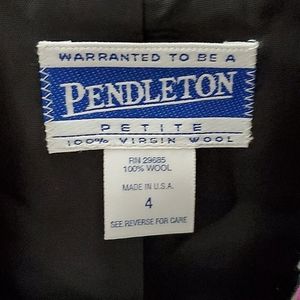 WARRANTED TO BE A
PENDLETON
PETITE
100% VIRGIN WOOL
RN 29685
100% WOOL
MADE IN U.S.A.
4
SEE REVERSE FOR CARE